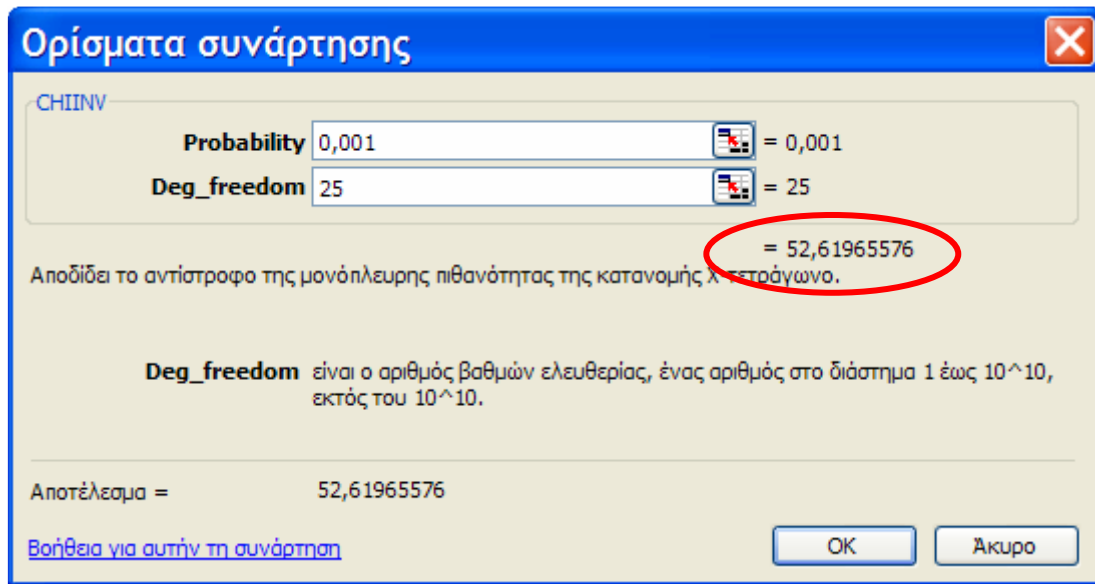 Ορίσματα συνάρτησης
CHIINV
Probability 0,001 = 0,001
Deg_freedom 25 = 25
= 52,61965576
Αποδίδει το αντίστροφο της μονόπλευρης πιθανότητας της κατανομής Χ-τετράγωνο.
Deg_freedom είναι ο αριθμός βαθμών ελευθερίας, ένας αριθμός στο διάστημα 1 έως 10^10,
εκτός του 10^10.
Αποτέλεσμα = 52,61965576
Βοήθεια για αυτήν τη συνάρτηση
OK Άκυρο